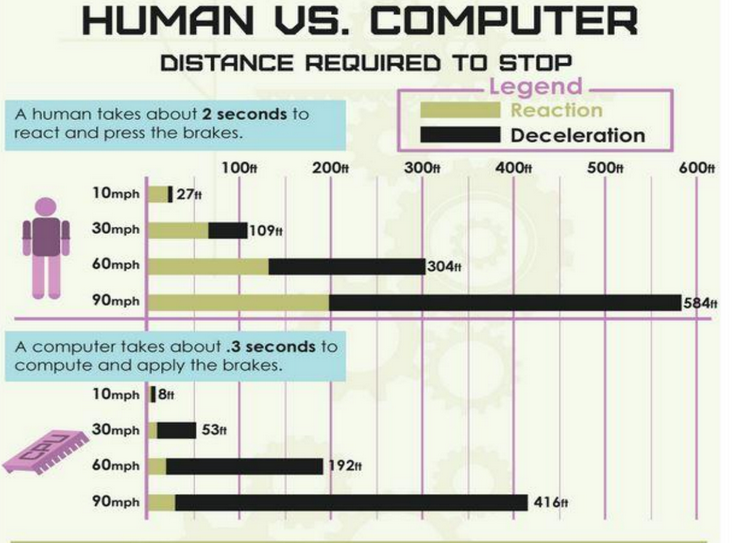 HUMAN VS. COMPUTER
DISTANCE REQUIRED TO STOP
Legend
Reaction
Deceleration
A human takes about 2 seconds to
react and press the brakes.
100ft 200ft 300ft 400ft 500ft 600ft
10mph 27ft
30mph 109ft
60mph 304ft
90mph 584ft
A computer takes about .3 seconds to
compute and apply the brakes.
10mph 8ft
30mph 53ft
CPU
60mph 192ft
90mph 416ft